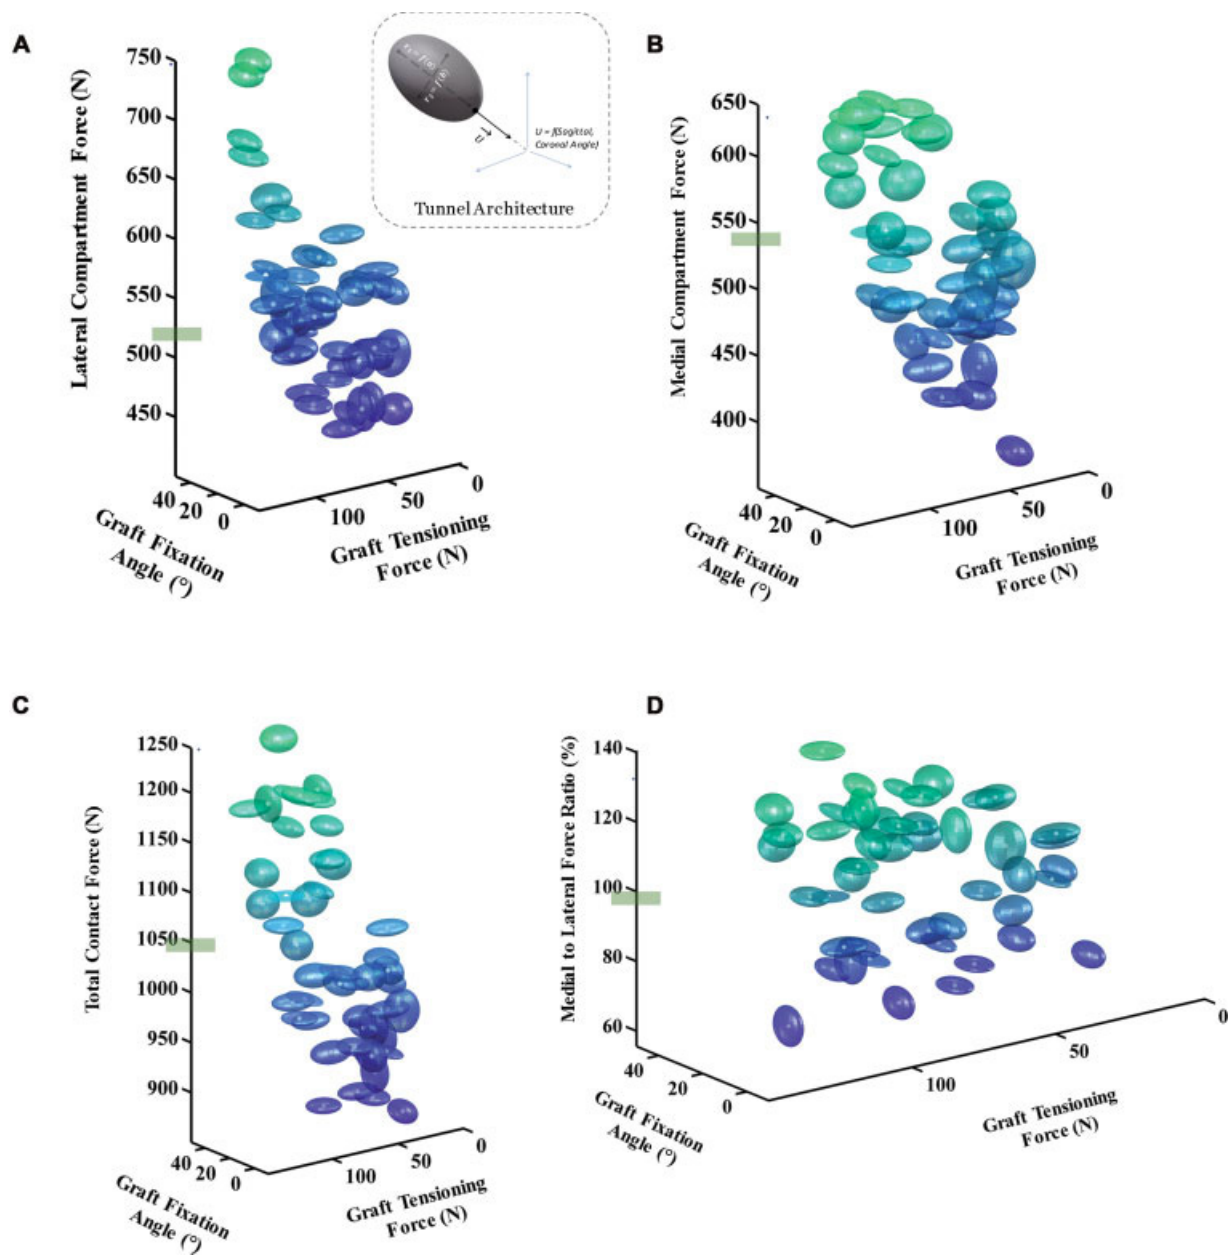 A
Lateral Compartment Force (N)
750
700
650
600
550
500
450
40
20
0
Graft Fixation
Angle (°)
100
50
0
Graft Tensioning
Force (N)
r₁ = f(a)
r₂ = f(b)
U
U = f(Sagittal,
Coronal Angle)
Tunnel Architecture
B
Medial Compartment Force (N)
650
600
550
500
450
400
40
20
0
Graft Fixation
Angle (°)
100
50
0
Graft Tensioning
Force (N)
C
Total Contact Force (N)
1250
1200
1150
1100
1050
1000
950
900
40
20
0
Graft Fixation
Angle (°)
100
50
0
Graft Tensioning
Force (N)
D
Medial to Lateral Force Ratio (%)
140
120
100
80
60
40
20
0
Graft Fixation
Angle (°)
100
50
0
Graft Tensioning
Force (N)